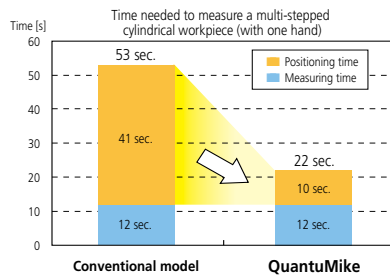 Time needed to measure a multi-stepped
cylindrical workpiece (with one hand)
Time [s]
60
50
40
30
20
10
0
53 sec.
41 sec.
12 sec.
Positioning time
Measuring time
22 sec.
10 sec.
12 sec.
Conventional model
QuantuMike